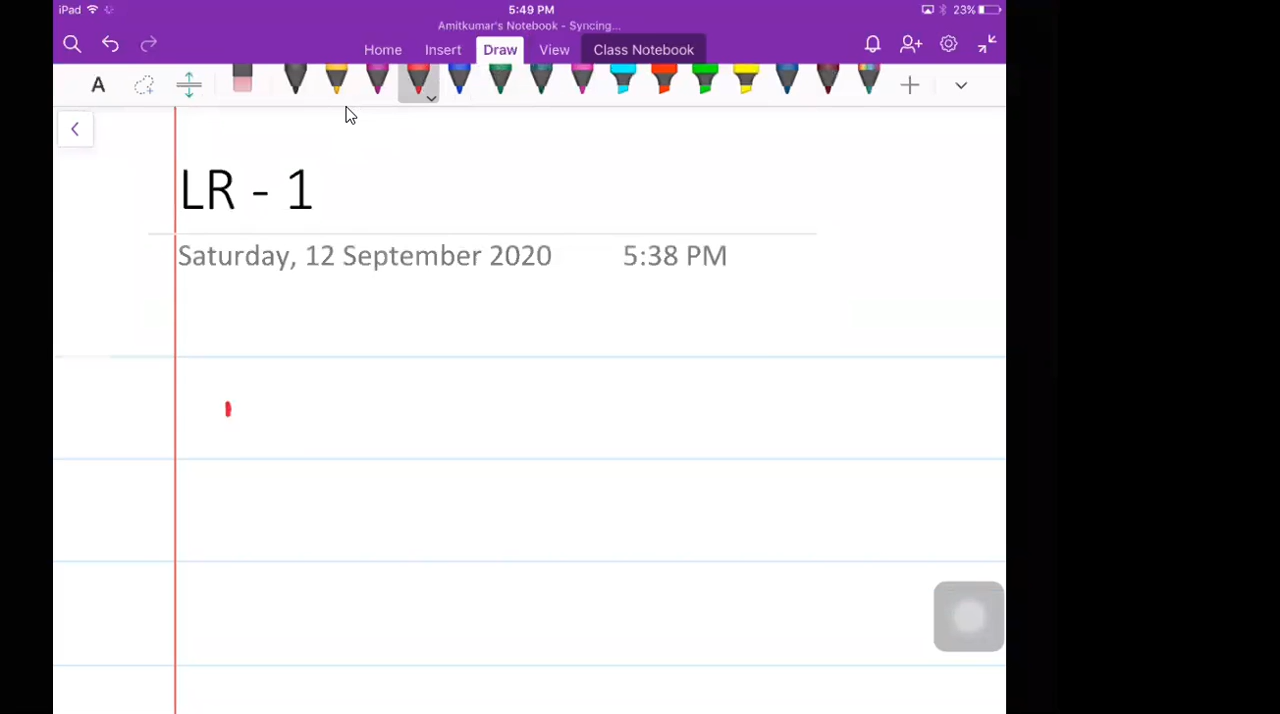 iPad 5:49 PM 23%
Amitkumar's Notebook - Syncing...
Home Insert Draw View Class Notebook
A
LR - 1
Saturday, 12 September 2020 5:38 PM